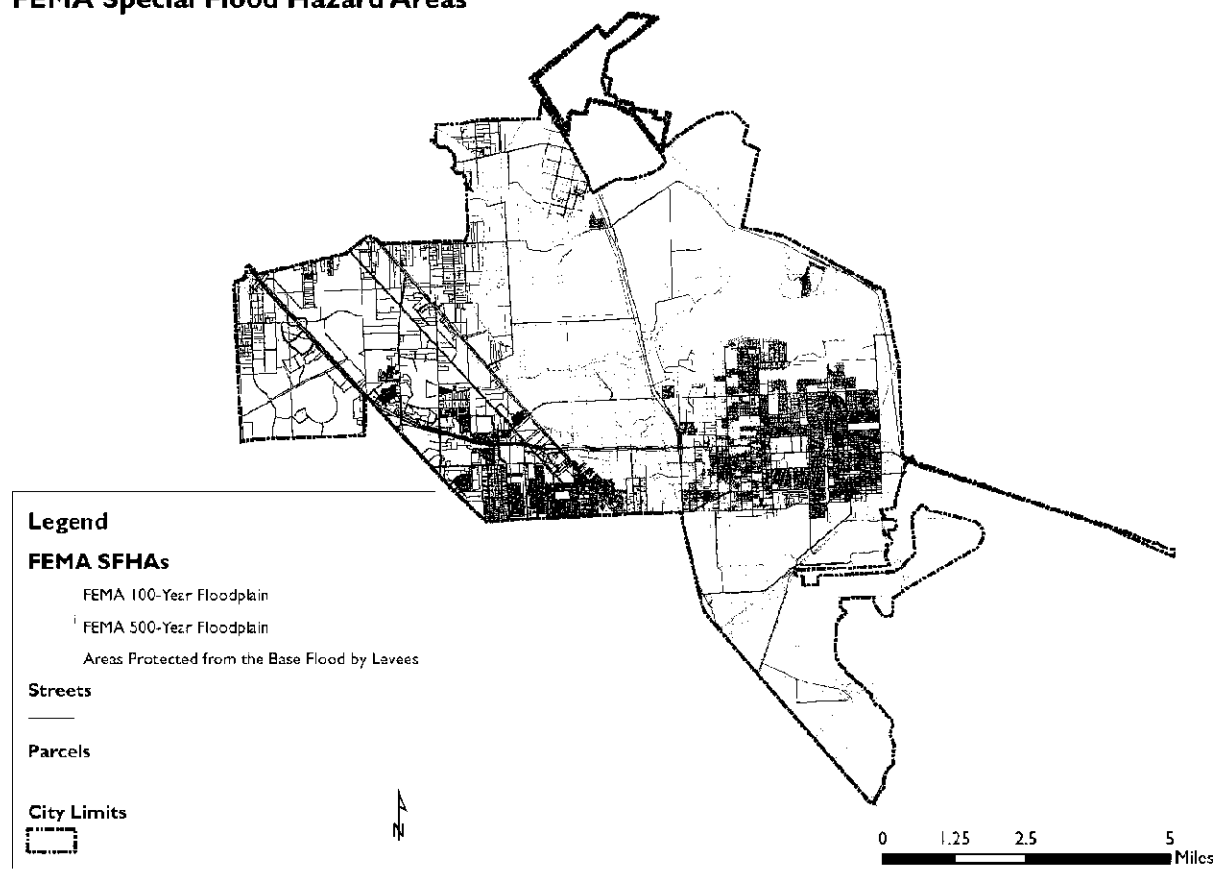 FEMA Special Flood Hazard Areas
Legend
FEMA SFHAs
FEMA 100-Year Floodplain
FEMA 500-Year Floodplain
Areas Protected from the Base Flood by Levees
Streets
Parcels
City Limits
N
0 1.25 2.5 5
Miles